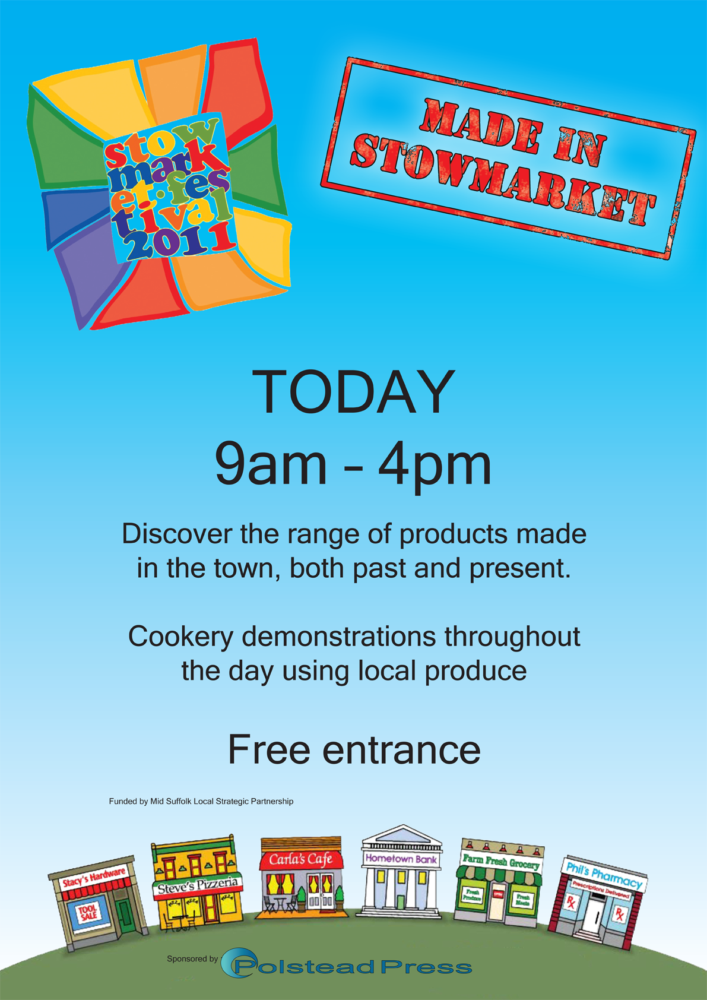 stow
mark
et·fes
tival
2011
MADE IN
STOWMARKET
TODAY
9am - 4pm
Discover the range of products made
in the town, both past and present.
Cookery demonstrations throughout
the day using local produce
Free entrance
Funded by Mid Suffolk Local Strategic Partnership
Stacy's Hardware
TOOL
SALE
Steve's Pizzeria
Carla's Cafe
Hometown Bank
Farm Fresh Grocery
Fresh
Produce
Fresh
Meats
Phil's Pharmacy
Prescriptions Delivered
Rx
Rx
Sponsored by
Polstead Press